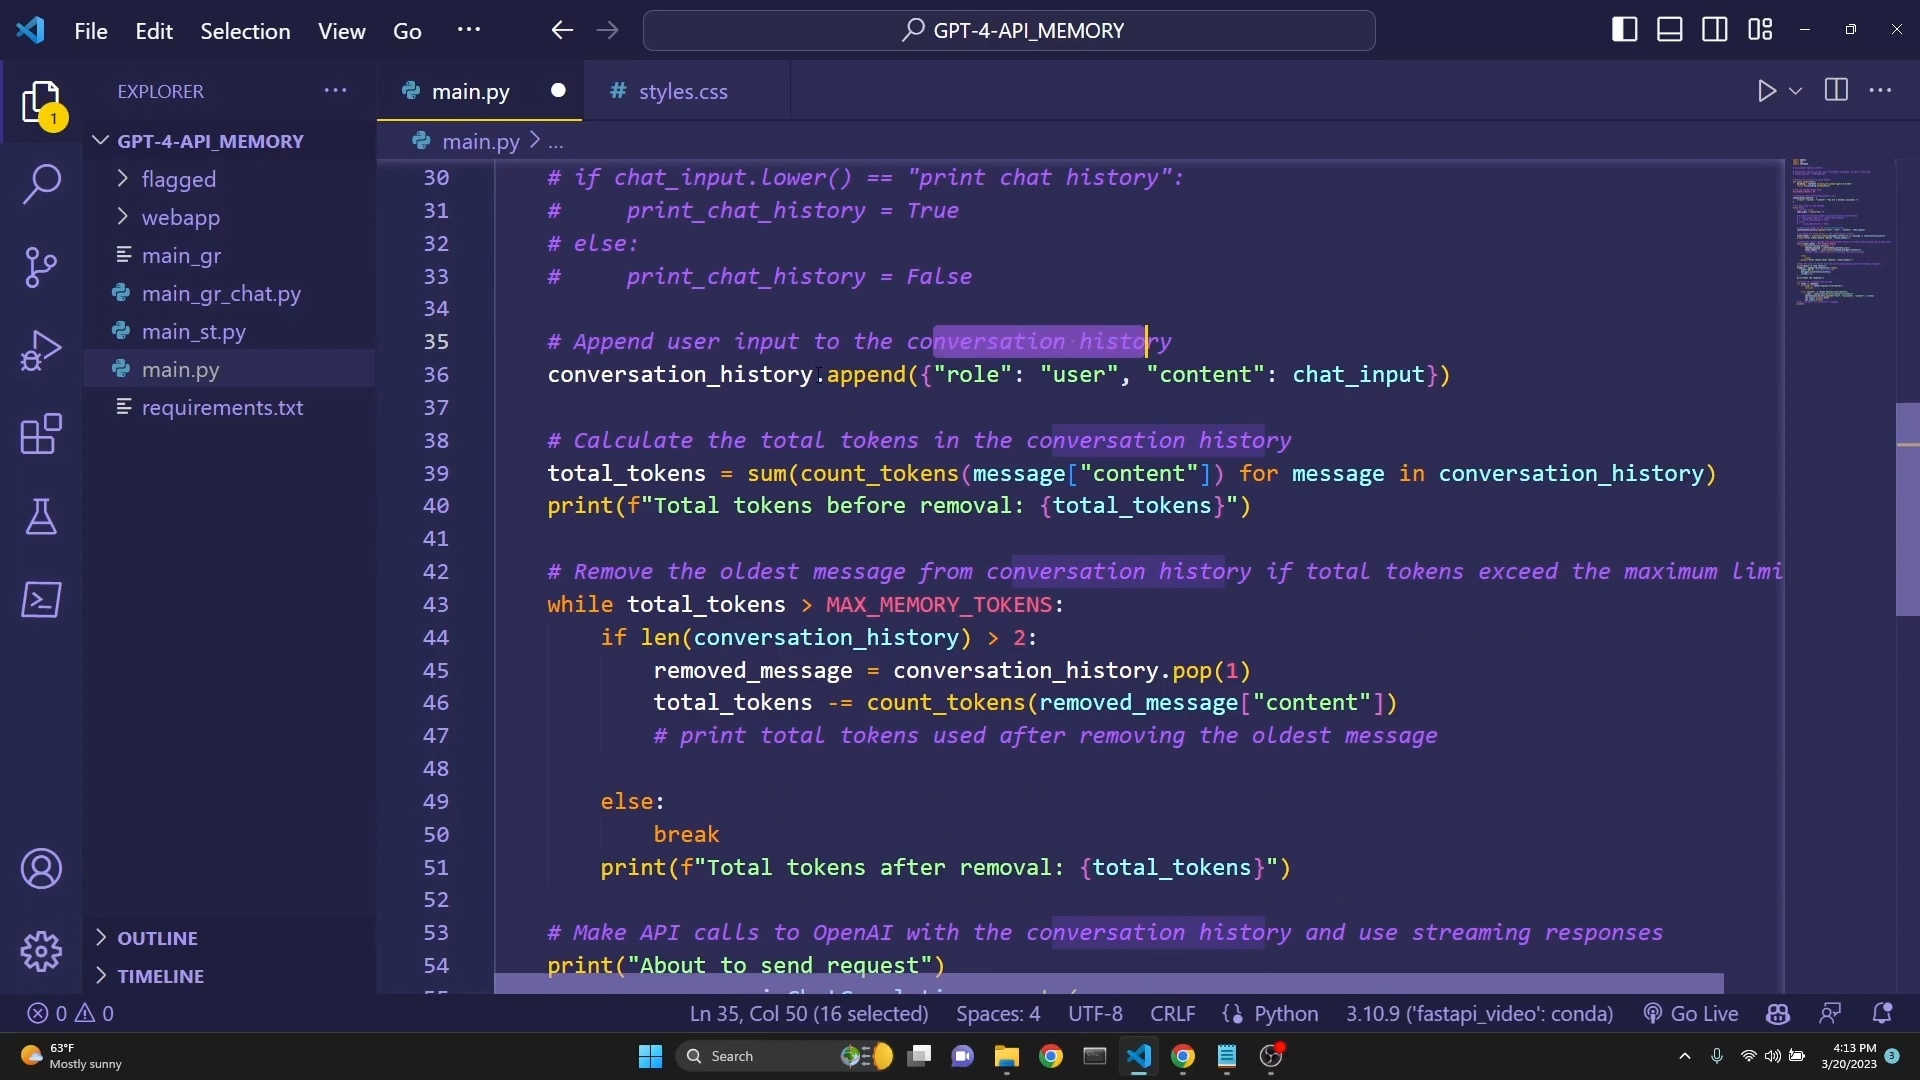 File Edit Selection View Go ··· GPT-4-API_MEMORY
EXPLORER ···
main.py
# styles.css
1
GPT-4-API_MEMORY
flagged
webapp
main_gr
main_gr_chat.py
main_st.py
main.py
requirements.txt
OUTLINE
TIMELINE
main.py > ...
30 # if chat_input.lower() == "print chat history":
31 #     print_chat_history = True
32 # else:
33 #     print_chat_history = False
34
35 # Append user input to the conversation history
36 conversation_history.append({"role": "user", "content": chat_input})
37
38 # Calculate the total tokens in the conversation history
39 total_tokens = sum(count_tokens(message["content"]) for message in conversation_history)
40 print(f"Total tokens before removal: {total_tokens}")
41
42 # Remove the oldest message from conversation history if total tokens exceed the maximum limi
43 while total_tokens > MAX_MEMORY_TOKENS:
44     if len(conversation_history) > 2:
45         removed_message = conversation_history.pop(1)
46         total_tokens -= count_tokens(removed_message["content"])
47         # print total tokens used after removing the oldest message
48
49     else:
50         break
51     print(f"Total tokens after removal: {total_tokens}")
52
53 # Make API calls to OpenAI with the conversation history and use streaming responses
54 print("About to send request")
0 0 Ln 35, Col 50 (16 selected) Spaces: 4 UTF-8 CRLF {} Python 3.10.9 ('fastapi_video': conda) Go Live
63°F
Mostly sunny
Search
4:13 PM
3/20/2023
3